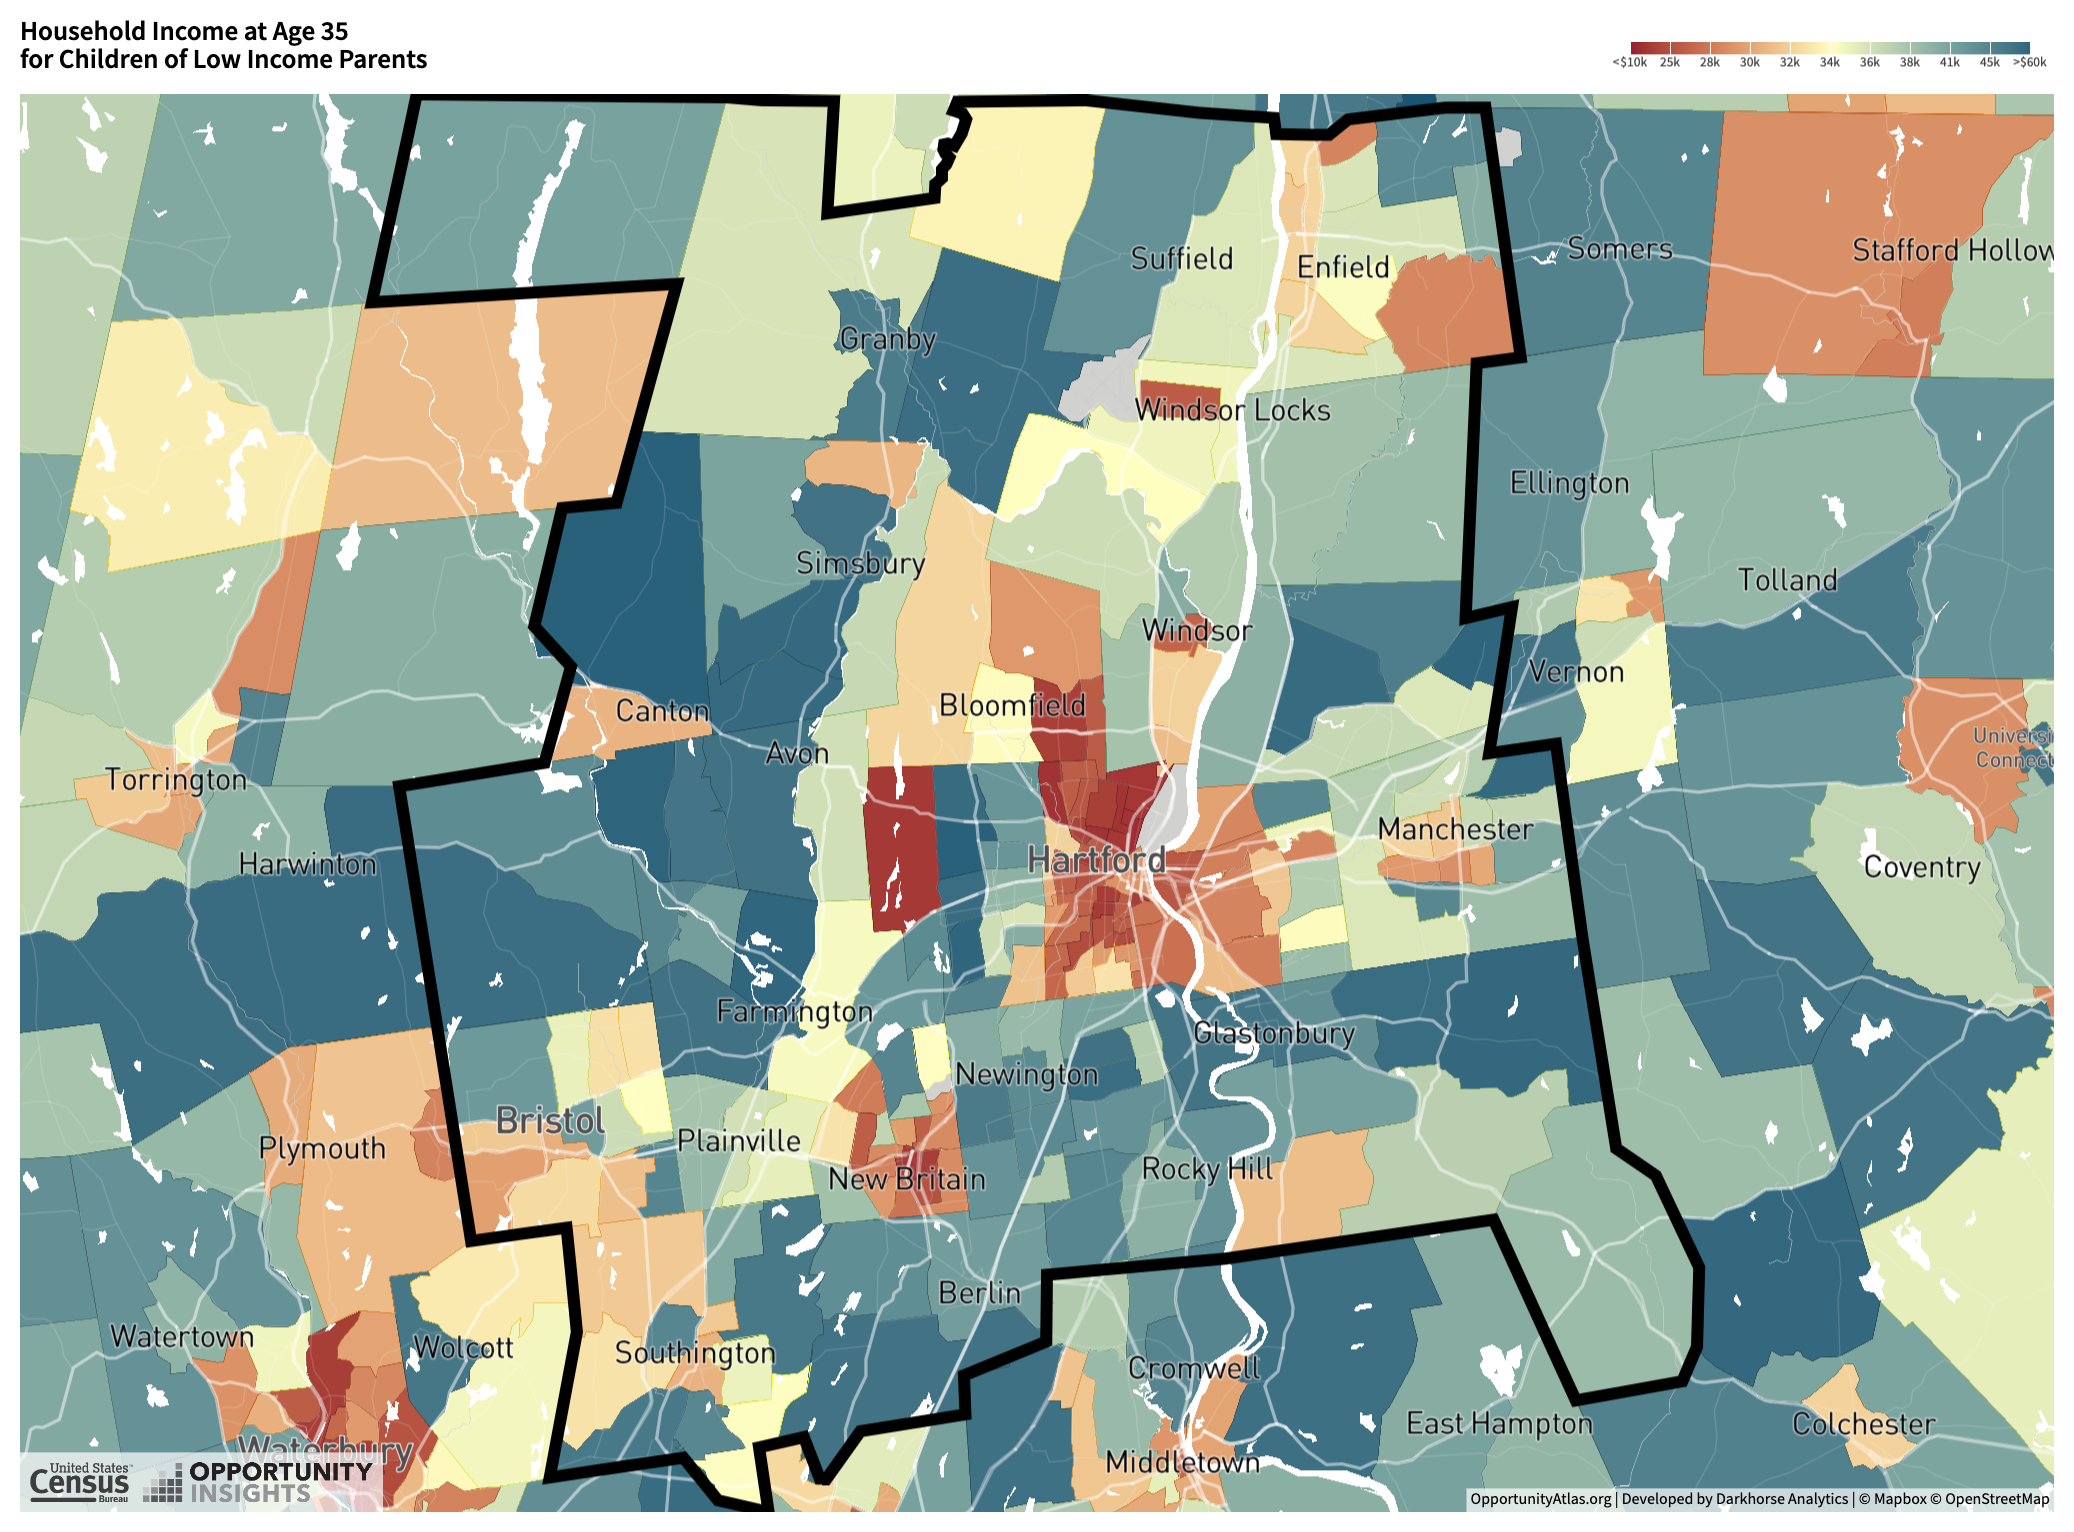 Household Income at Age 35
for Children of Low Income Parents
<$10k 25k 28k 30k 32k 34k 36k 38k 41k 45k >$60k
Somers
Stafford Hollow
Suffield
Enfield
Granby
Windsor Locks
Ellington
Simsbury
Tolland
Windsor
Vernon
Canton
Bloomfield
Avon
Torrington
Manchester
Harwinton
Hartford
Coventry
Farmington
Glastonbury
Newington
Bristol
Plainville
Plymouth
Rocky Hill
New Britain
Berlin
Watertown
Wolcott
Southington
Cromwell
East Hampton
Colchester
Waterbury
Middletown
United States
Census
Bureau
OPPORTUNITY
INSIGHTS
OpportunityAtlas.org | Developed by Darkhorse Analytics | © Mapbox © OpenStreetMap